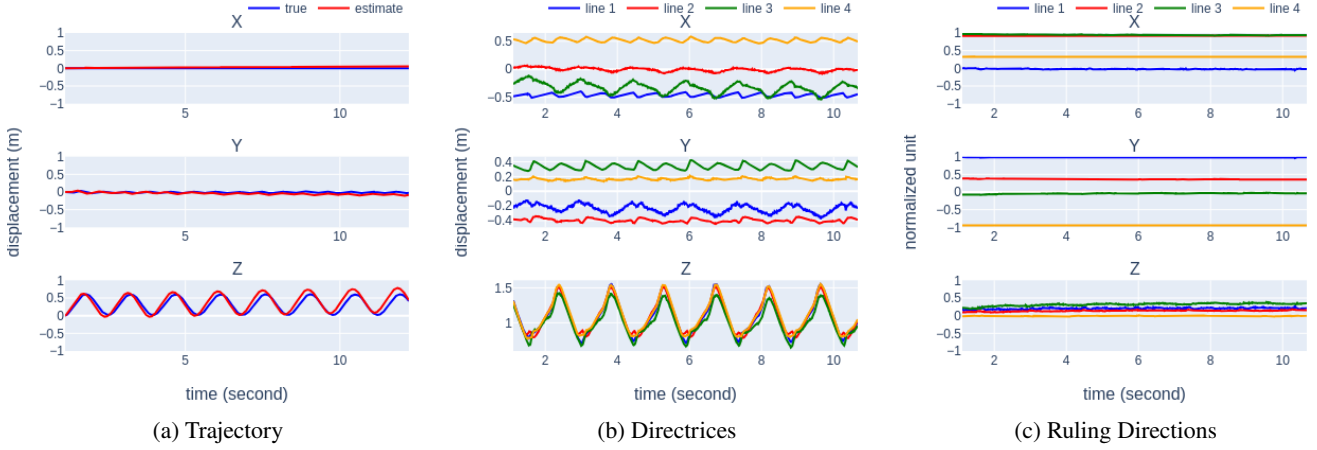 true estimate
X
1
0.5
0
−0.5
−1
5 10
Y
1
0.5
0
−0.5
−1
5 10
Z
1
0.5
0
−0.5
−1
5 10
displacement (m)
time (second)
(a) Trajectory
line 1 line 2 line 3 line 4
X
0.5
0
−0.5
2 4 6 8 10
Y
0.4
0.2
0
−0.2
−0.4
2 4 6 8 10
Z
1.5
1
2 4 6 8 10
displacement (m)
time (second)
(b) Directrices
line 1 line 2 line 3 line 4
X
1
0.5
0
−0.5
−1
2 4 6 8 10
Y
1
0.5
0
−0.5
−1
2 4 6 8 10
Z
1
0.5
0
−0.5
−1
2 4 6 8 10
normalized unit
time (second)
(c) Ruling Directions